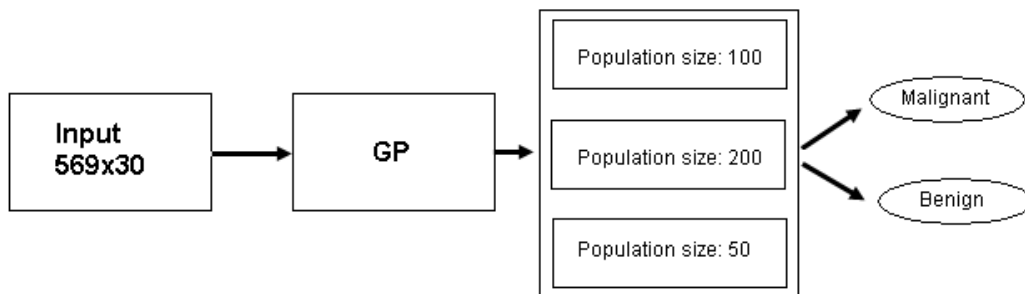 Input
569x30
GP
Population size: 100
Population size: 200
Population size: 50
Malignant
Benign